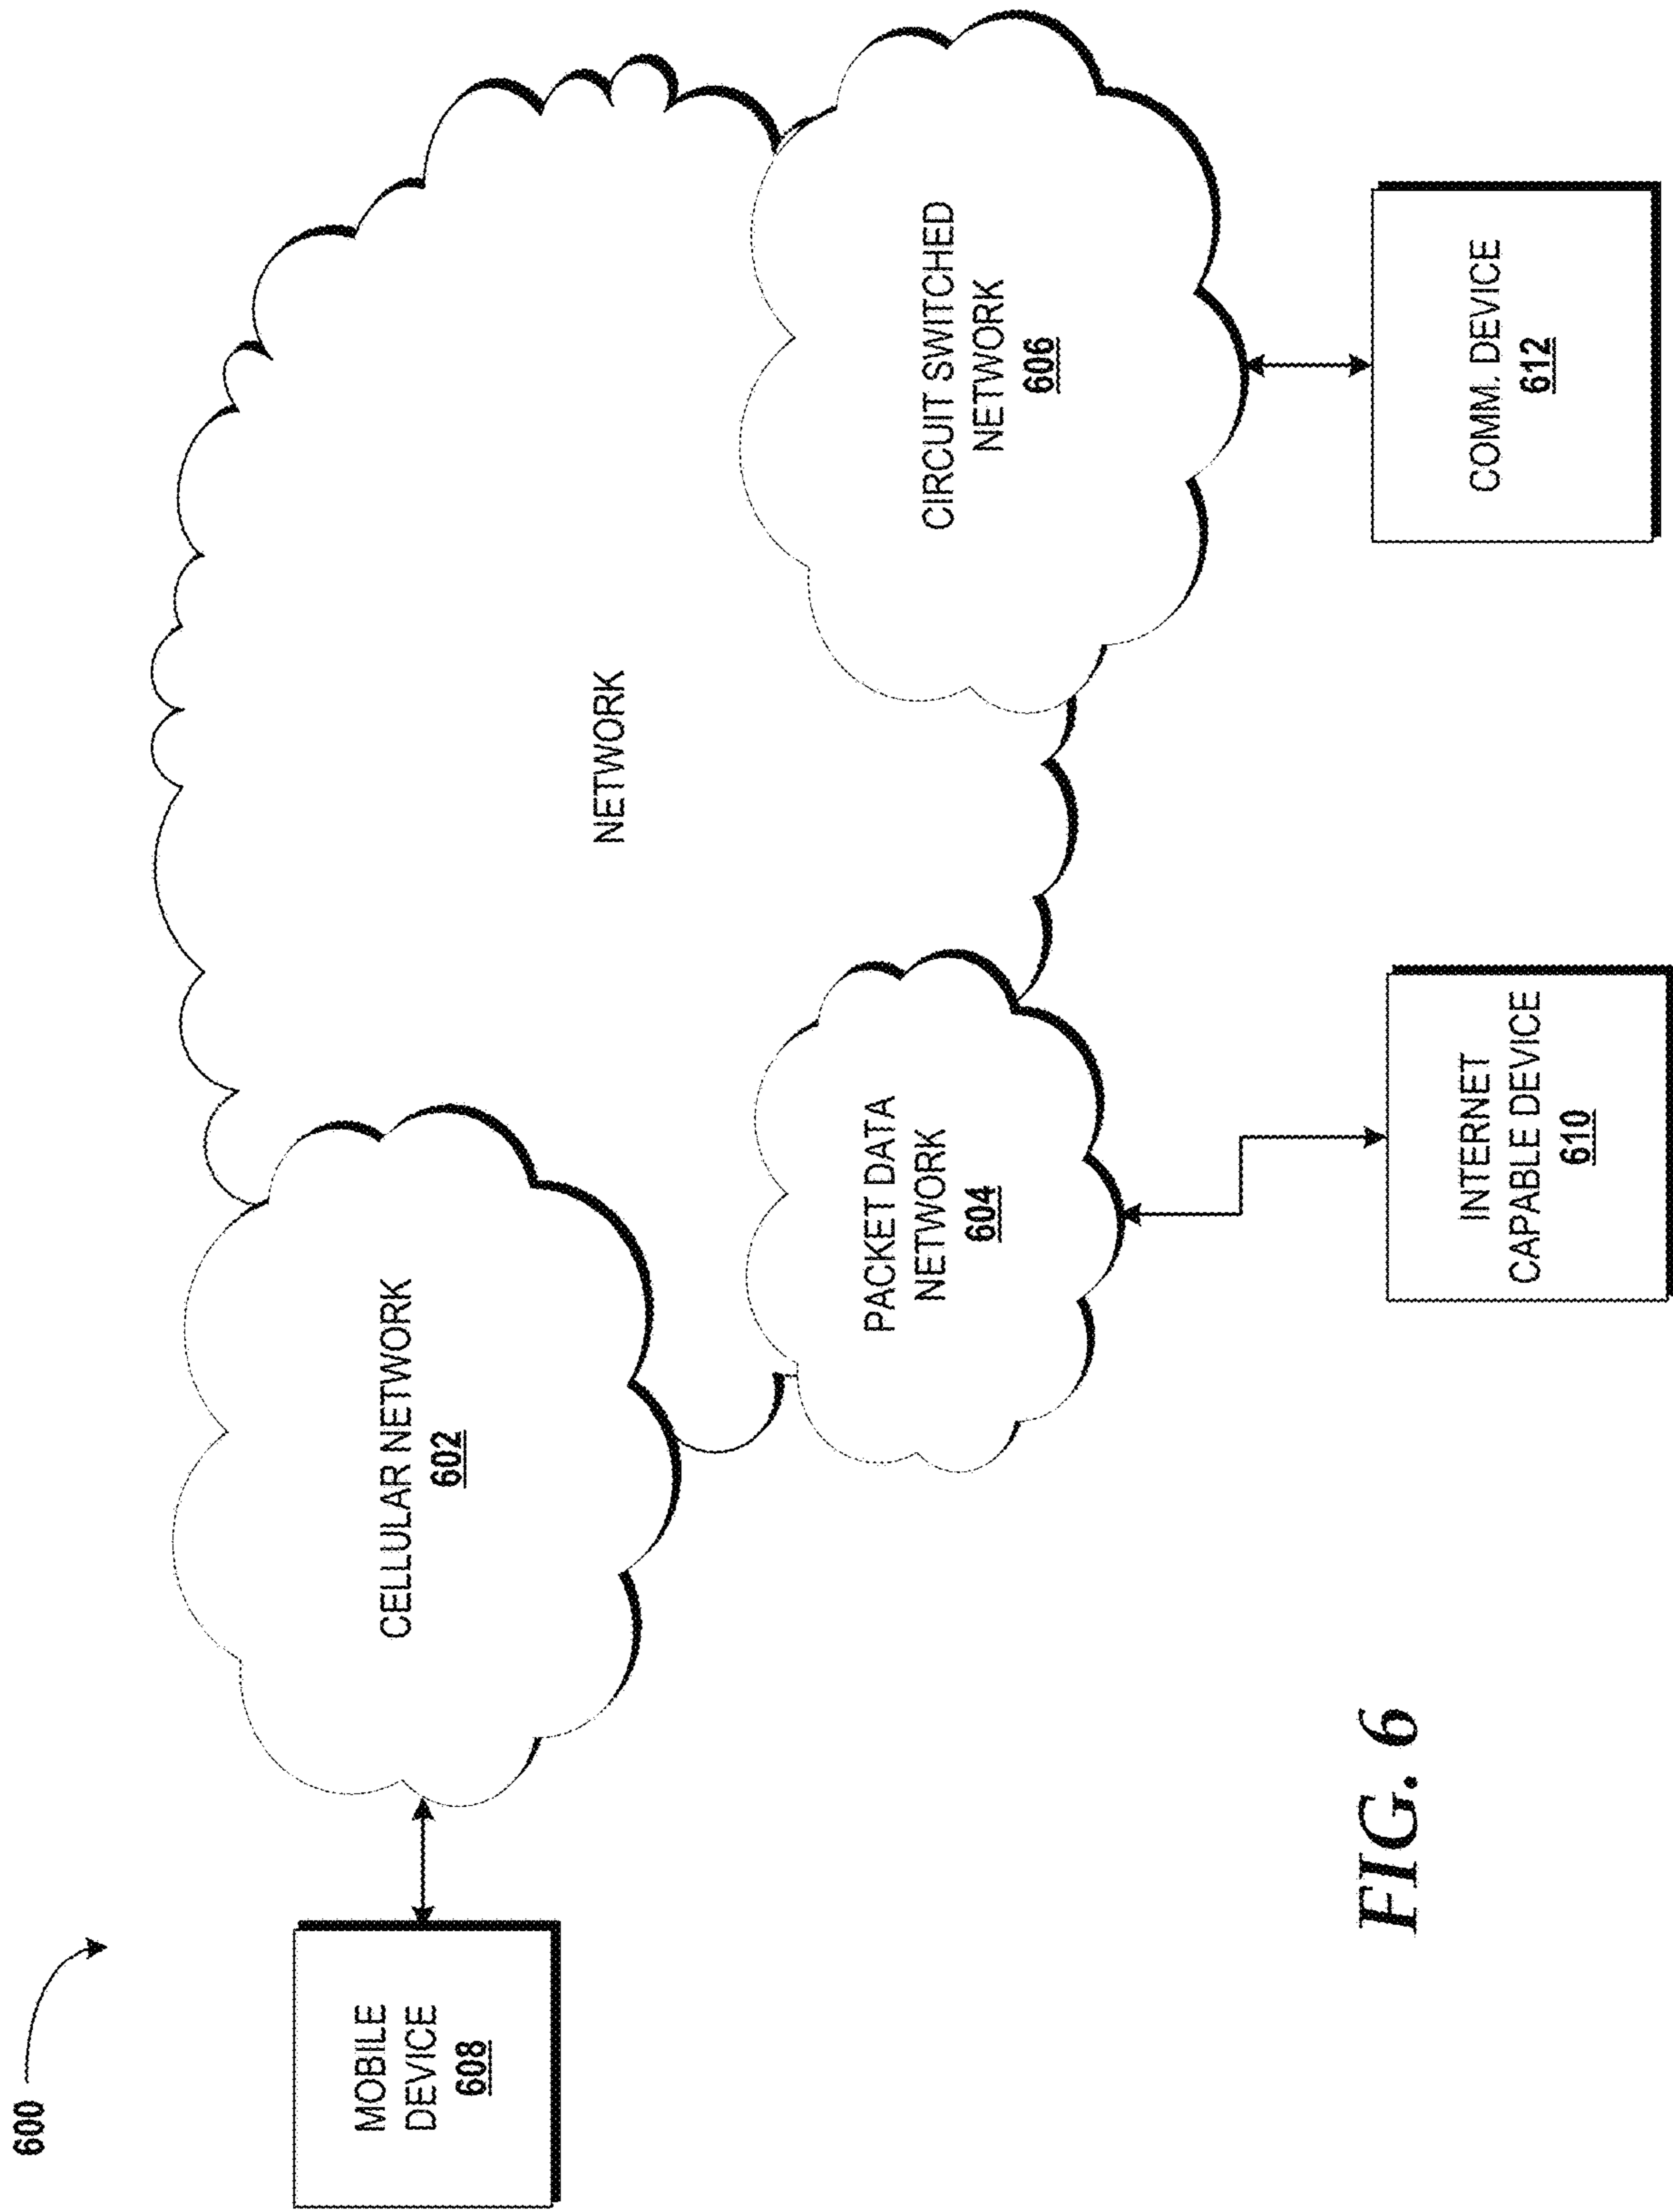 600
MOBILE
DEVICE
608
CELLULAR NETWORK
602
NETWORK
PACKET DATA
NETWORK
604
CIRCUIT SWITCHED
NETWORK
606
INTERNET
CAPABLE DEVICE
610
COMM. DEVICE
612
FIG. 6